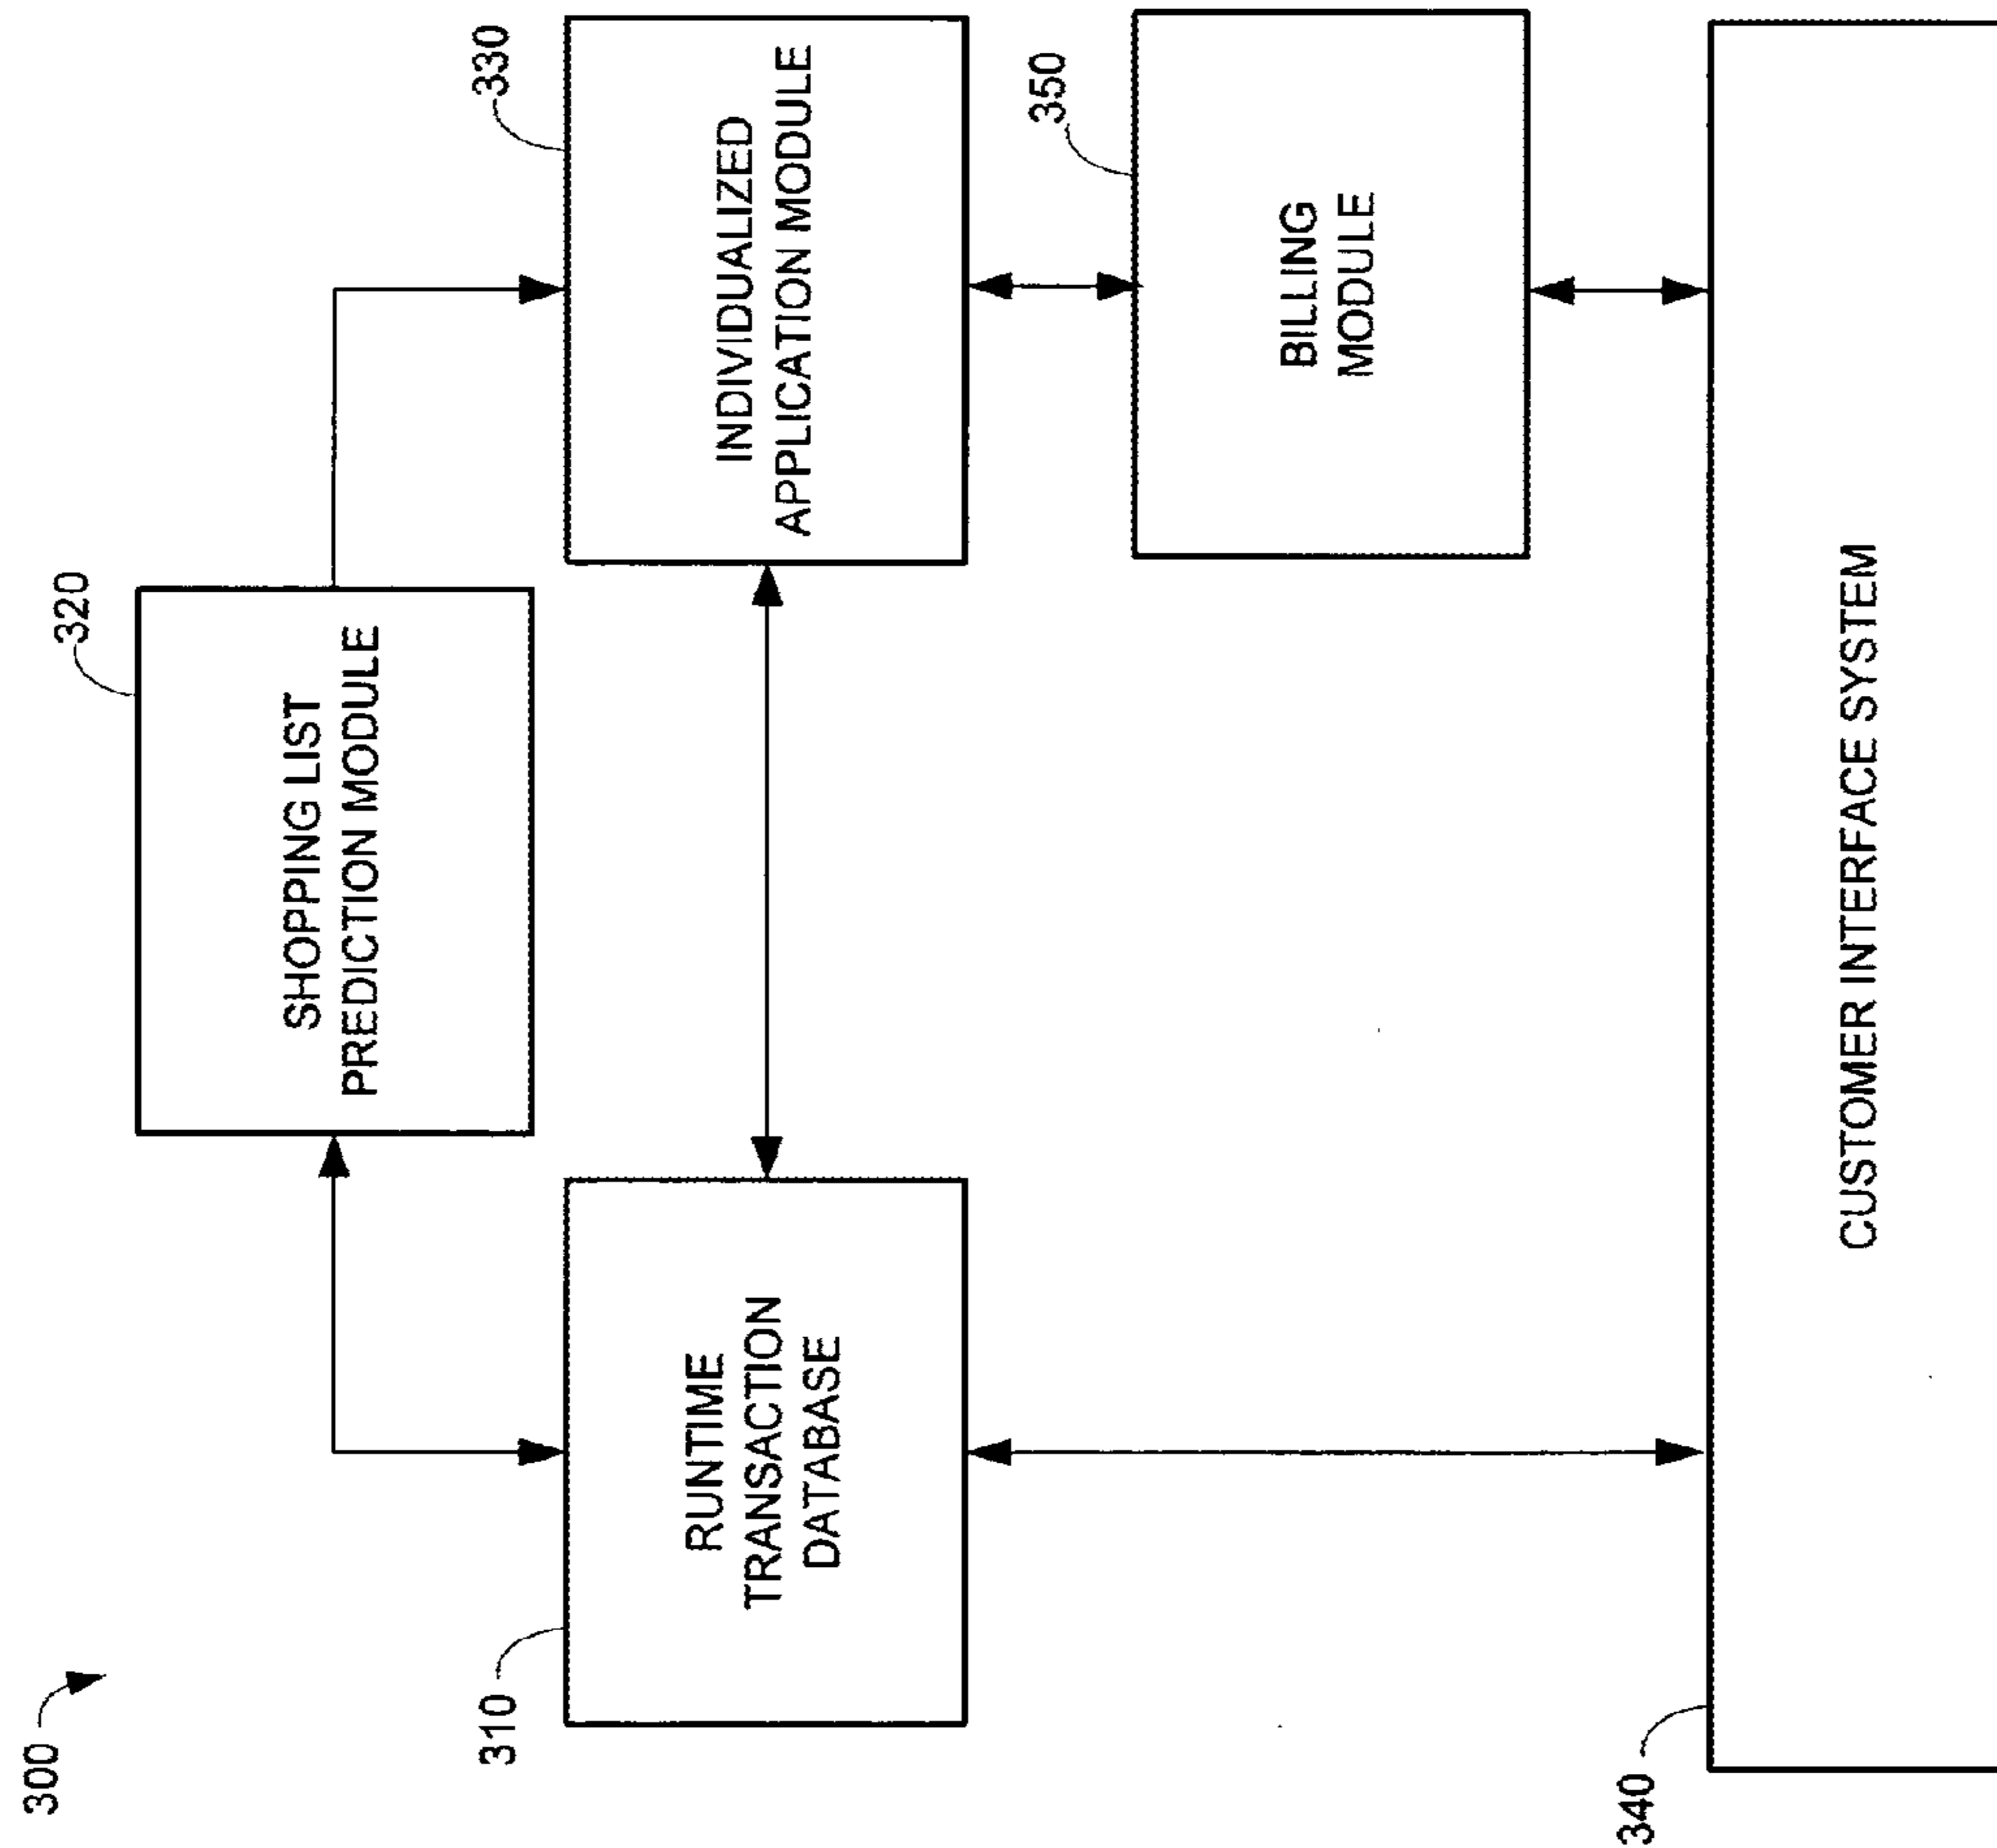 300
320
SHOPPING LIST
PREDICTION MODULE
310
RUNTIME
TRANSACTION
DATABASE
330
INDIVIDUALIZED
APPLICATION MODULE
350
BILLING
MODULE
340
CUSTOMER INTERFACE SYSTEM